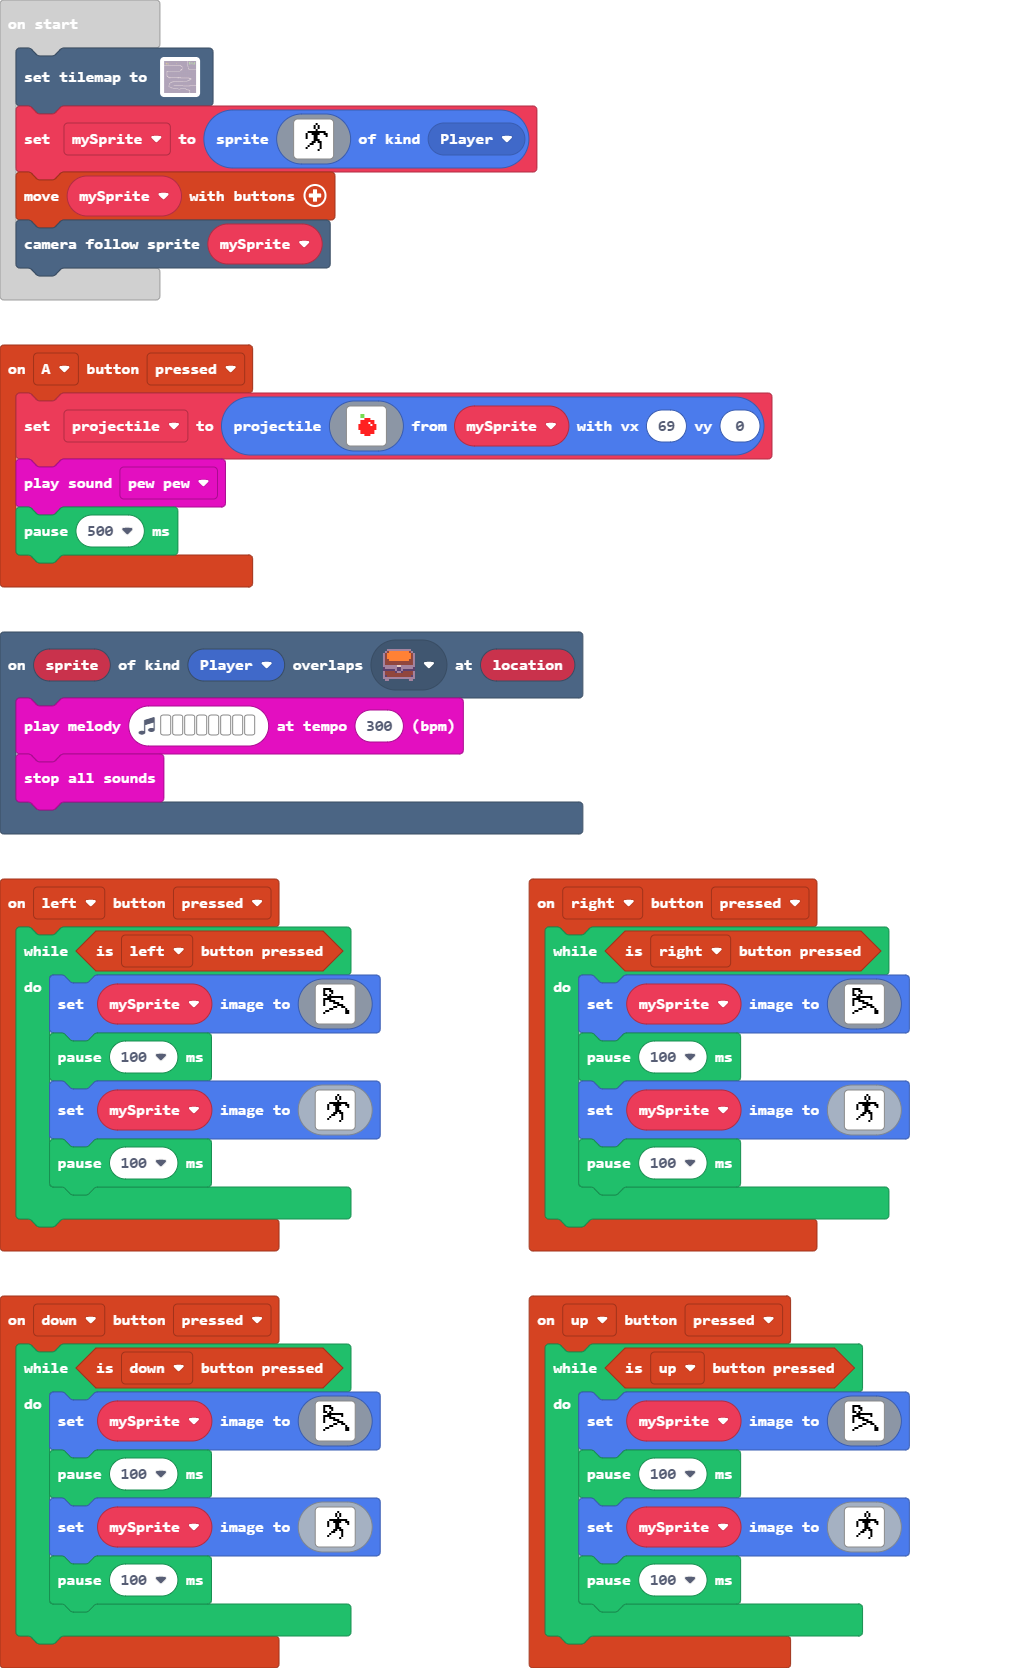 on start
set tilemap to
set mySprite to sprite of kind Player
move mySprite with buttons
camera follow sprite mySprite
on A button pressed
set projectile to projectile from mySprite with vx 69 vy 0
play sound pew pew
pause 500 ms
on sprite of kind Player overlaps at location
play melody at tempo 300 (bpm)
stop all sounds
on left button pressed
while is left button pressed
do
set mySprite image to
pause 100 ms
set mySprite image to
pause 100 ms
on right button pressed
while is right button pressed
do
set mySprite image to
pause 100 ms
set mySprite image to
pause 100 ms
on down button pressed
while is down button pressed
do
set mySprite image to
pause 100 ms
set mySprite image to
pause 100 ms
on up button pressed
while is up button pressed
do
set mySprite image to
pause 100 ms
set mySprite image to
pause 100 ms